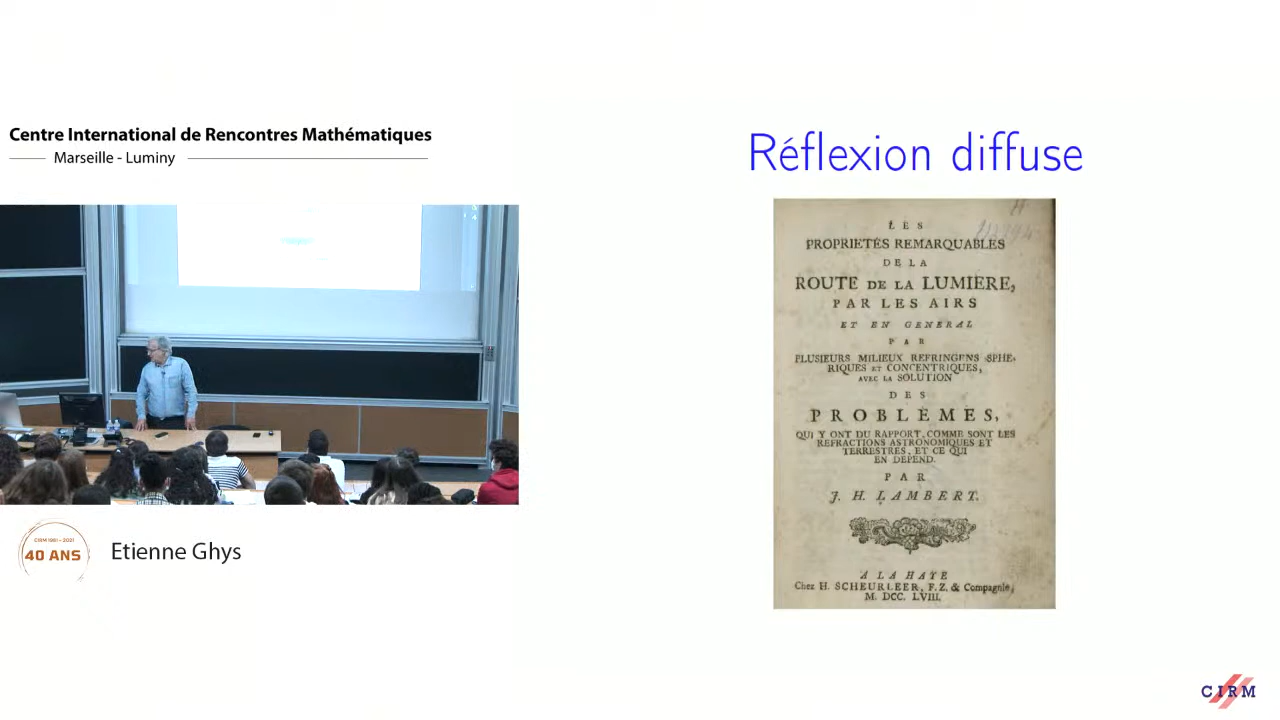 Centre International de Rencontres Mathématiques
Marseille - Luminy
CIRM 1981 - 2021
40 ANS
Etienne Ghys
Réflexion diffuse
LES
PROPRIETÉS REMARQUABLES
DE LA
ROUTE DE LA LUMIERE,
PAR LES AIRS
ET EN GENERAL
PAR
PLUSIEURS MILIEUX REFRINGENS SPHE-
RIQUES ET CONCENTRIQUES,
AVEC LA SOLUTION
DES
PROBLEMES,
QUI Y ONT DU RAPPORT, COMME SONT LES
REFRACTIONS ASTRONOMIQUES ET
TERRESTRES, ET CE QUI
EN DEPEND.
PAR
J. H. LAMBERT.
A LA HAYE
Chez H. SCHEURLEER, F. Z. & Compagnie,
M. DCC. LVIII.
CIRM